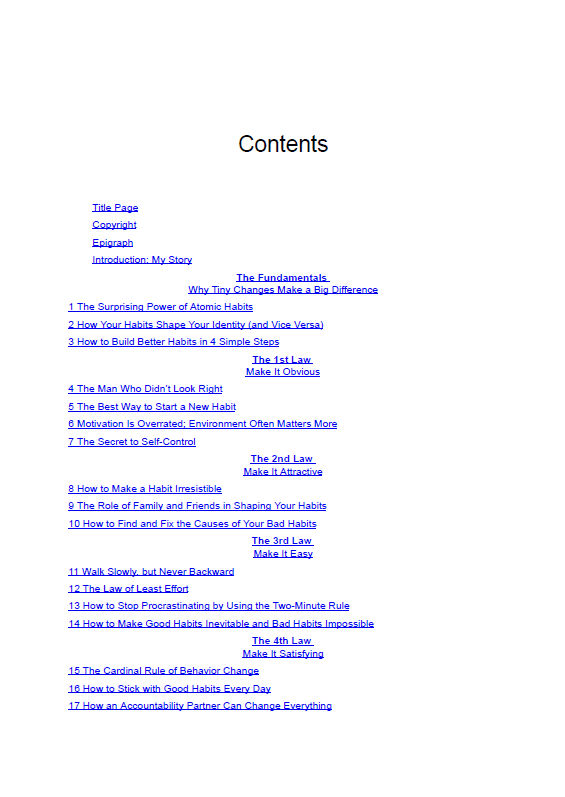 Contents
Title Page
Copyright
Epigraph
Introduction: My Story
The Fundamentals
Why Tiny Changes Make a Big Difference
1 The Surprising Power of Atomic Habits
2 How Your Habits Shape Your Identity (and Vice Versa)
3 How to Build Better Habits in 4 Simple Steps
The 1st Law
Make It Obvious
4 The Man Who Didn't Look Right
5 The Best Way to Start a New Habit
6 Motivation Is Overrated; Environment Often Matters More
7 The Secret to Self-Control
The 2nd Law
Make It Attractive
8 How to Make a Habit Irresistible
9 The Role of Family and Friends in Shaping Your Habits
10 How to Find and Fix the Causes of Your Bad Habits
The 3rd Law
Make It Easy
11 Walk Slowly, but Never Backward
12 The Law of Least Effort
13 How to Stop Procrastinating by Using the Two-Minute Rule
14 How to Make Good Habits Inevitable and Bad Habits Impossible
The 4th Law
Make It Satisfying
15 The Cardinal Rule of Behavior Change
16 How to Stick with Good Habits Every Day
17 How an Accountability Partner Can Change Everything